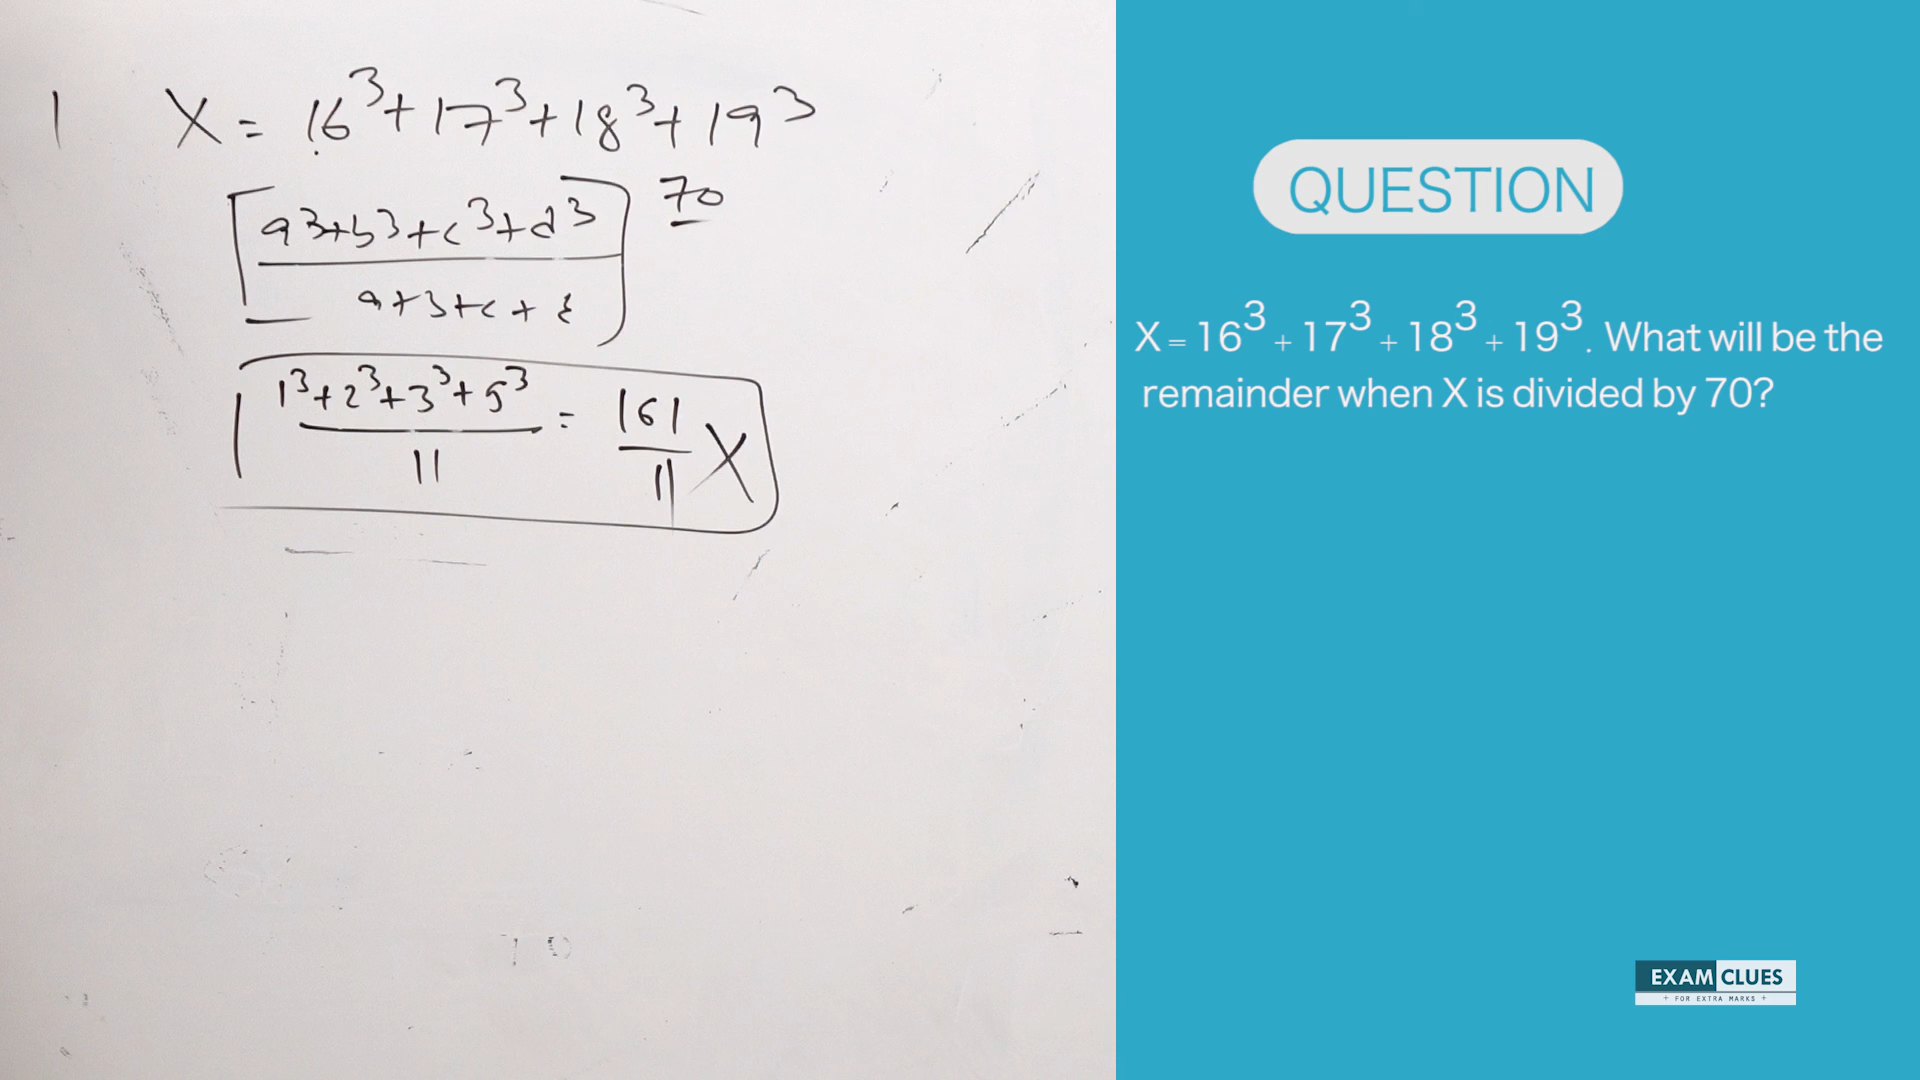 1 X = 16³ + 17³ + 18³ + 19³
70
a³+b³+c³+d³
a+b+c+d
1³+2³+3³+5³ = 161 X
11 11
QUESTION
X = 16³ + 17³ + 18³ + 19³. What will be the
remainder when X is divided by 70?
EXAM CLUES
+ FOR EXTRA MARKS +